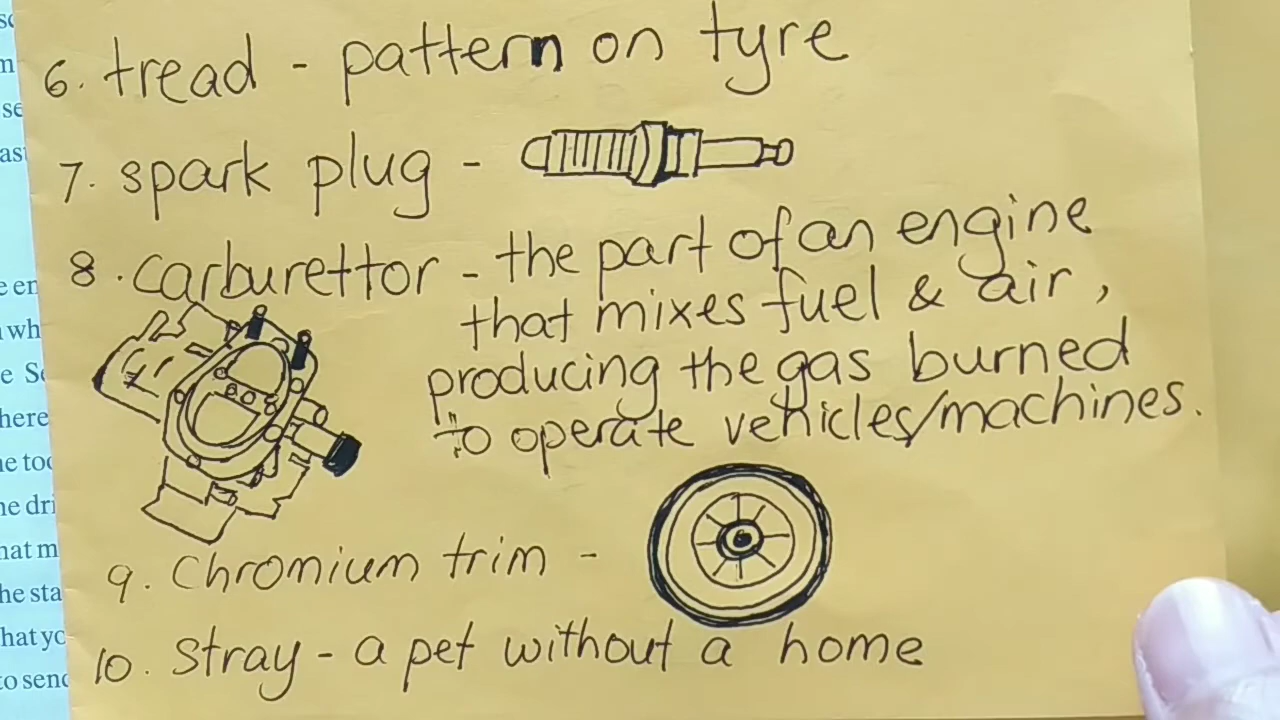 6. tread - pattern on tyre
7. spark plug -
8. carburettor - the part of an engine
that mixes fuel & air,
producing the gas burned
to operate vehicles/machines.
9. Chromium trim -
10. Stray - a pet without a home